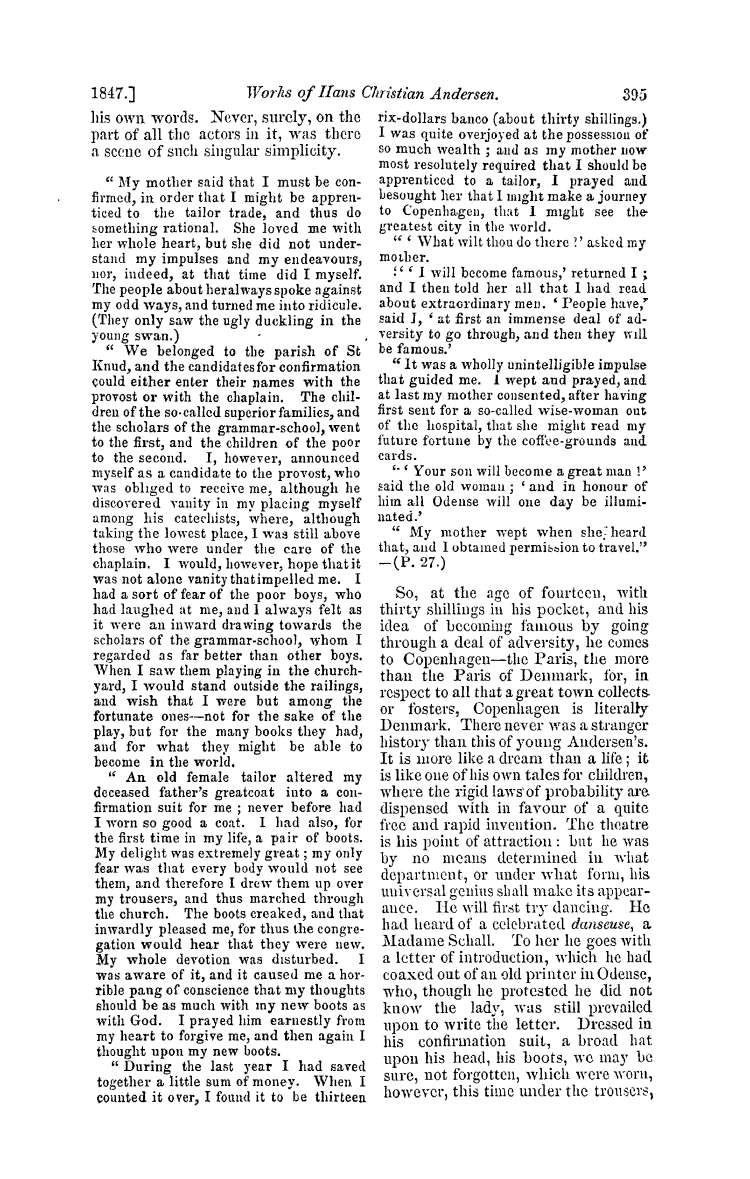 1847.] Works of Hans Christian Andersen. 395
his own words. Never, surely, on the
part of all the actors in it, was there
a scene of such singular simplicity.
“ My mother said that I must be con-
firmed, in order that I might be appren-
ticed to the tailor trade, and thus do
something rational. She loved me with
her whole heart, but she did not under-
stand my impulses and my endeavours,
nor, indeed, at that time did I myself.
The people about her always spoke against
my odd ways, and turned me into ridicule.
(They only saw the ugly duckling in the
young swan.)
“ We belonged to the parish of St
Knud, and the candidates for confirmation
could either enter their names with the
provost or with the chaplain. The chil-
dren of the so-called superior families, and
the scholars of the grammar-school, went
to the first, and the children of the poor
to the second. I, however, announced
myself as a candidate to the provost, who
was obliged to receive me, although he
discovered vanity in my placing myself
among his catechists, where, although
taking the lowest place, I was still above
those who were under the care of the
chaplain. I would, however, hope that it
was not alone vanity that impelled me. I
had a sort of fear of the poor boys, who
had laughed at me, and I always felt as
it were an inward drawing towards the
scholars of the grammar-school, whom I
regarded as far better than other boys.
When I saw them playing in the church-
yard, I would stand outside the railings,
and wish that I were but among the
fortunate ones—not for the sake of the
play, but for the many books they had,
and for what they might be able to
become in the world.
“ An old female tailor altered my
deceased father's greatcoat into a con-
firmation suit for me ; never before had
I worn so good a coat. I had also, for
the first time in my life, a pair of boots.
My delight was extremely great ; my only
fear was that every body would not see
them, and therefore I drew them up over
my trousers, and thus marched through
the church. The boots creaked, and that
inwardly pleased me, for thus the congre-
gation would hear that they were new.
My whole devotion was disturbed. I
was aware of it, and it caused me a hor-
rible pang of conscience that my thoughts
should be as much with my new boots as
with God. I prayed him earnestly from
my heart to forgive me, and then again I
thought upon my new boots.
“ During the last year I had saved
together a little sum of money. When I
counted it over, I found it to be thirteen
rix-dollars banco (about thirty shillings.)
I was quite overjoyed at the possession of
so much wealth ; and as my mother now
most resolutely required that I should be
apprenticed to a tailor, I prayed and
besought her that I might make a journey
to Copenhagen, that I might see the
greatest city in the world.
“ ‘ What wilt thou do there ?’ asked my
mother.
“ ‘ I will become famous,’ returned I ;
and I then told her all that I had read
about extraordinary men. ‘ People have,’
said I, ‘ at first an immense deal of ad-
versity to go through, and then they will
be famous.’
“ It was a wholly unintelligible impulse
that guided me. I wept and prayed, and
at last my mother consented, after having
first sent for a so-called wise-woman out
of the hospital, that she might read my
future fortune by the coffee-grounds and
cards.
“ ‘ Your son will become a great man !’
said the old woman ; ‘ and in honour of
him all Odense will one day be illumi-
nated.’
“ My mother wept when she heard
that, and I obtained permission to travel.”
—(P. 27.)
So, at the age of fourteen, with
thirty shillings in his pocket, and his
idea of becoming famous by going
through a deal of adversity, he comes
to Copenhagen—the Paris, the more
than the Paris of Denmark, for, in
respect to all that a great town collects
or fosters, Copenhagen is literally
Denmark. There never was a stranger
history than this of young Andersen's.
It is more like a dream than a life ; it
is like one of his own tales for children,
where the rigid laws of probability are
dispensed with in favour of a quite
free and rapid invention. The theatre
is his point of attraction : but he was
by no means determined in what
department, or under what form, his
universal genius shall make its appear-
ance. He will first try dancing. He
had heard of a celebrated danseuse, a
Madame Schall. To her he goes with
a letter of introduction, which he had
coaxed out of an old printer in Odense,
who, though he protested he did not
know the lady, was still prevailed
upon to write the letter. Dressed in
his confirmation suit, a broad hat
upon his head, his boots, we may be
sure, not forgotten, which were worn,
however, this time under the trousers,